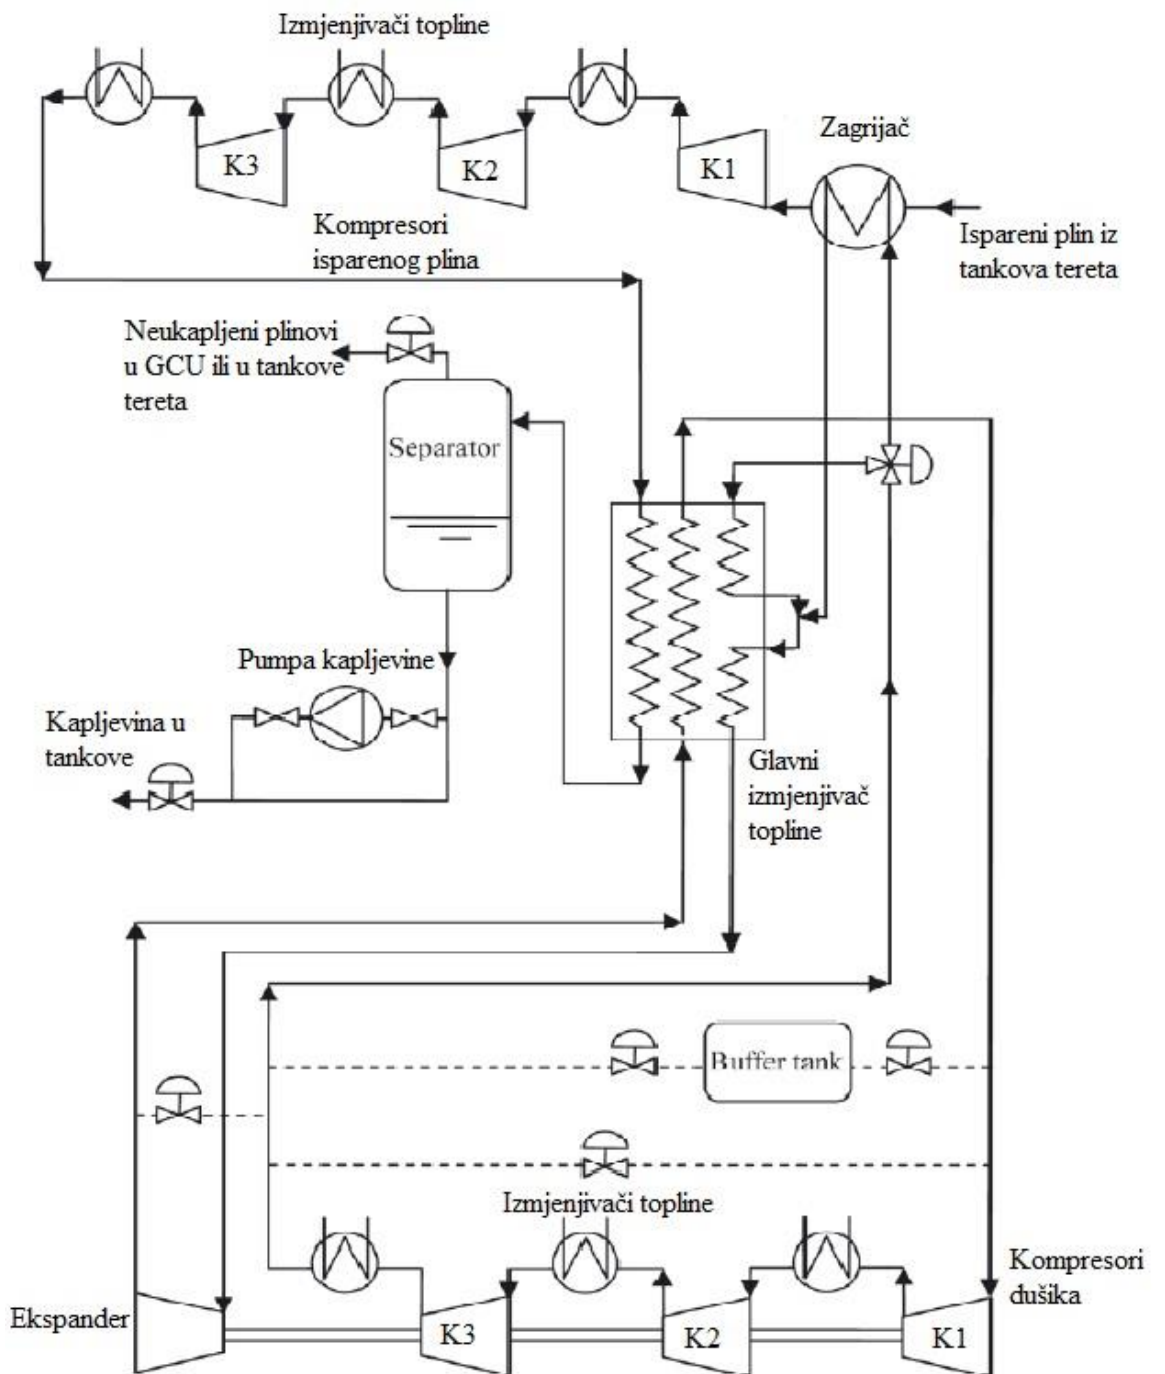 Izmjenjivači topline
Zagrijač
K3
K2
K1
Ispareni plin iz
tankova tereta
Kompresori
isparenog plina
Neukapljeni plinovi
u GCU ili u tankove
tereta
Separator
Pumpa kapljevine
Kapljevina u
tankove
Glavni
izmjenjivač
topline
Buffer tank
Izmjenjivači topline
Kompresori
dušika
Ekspander
K3
K2
K1